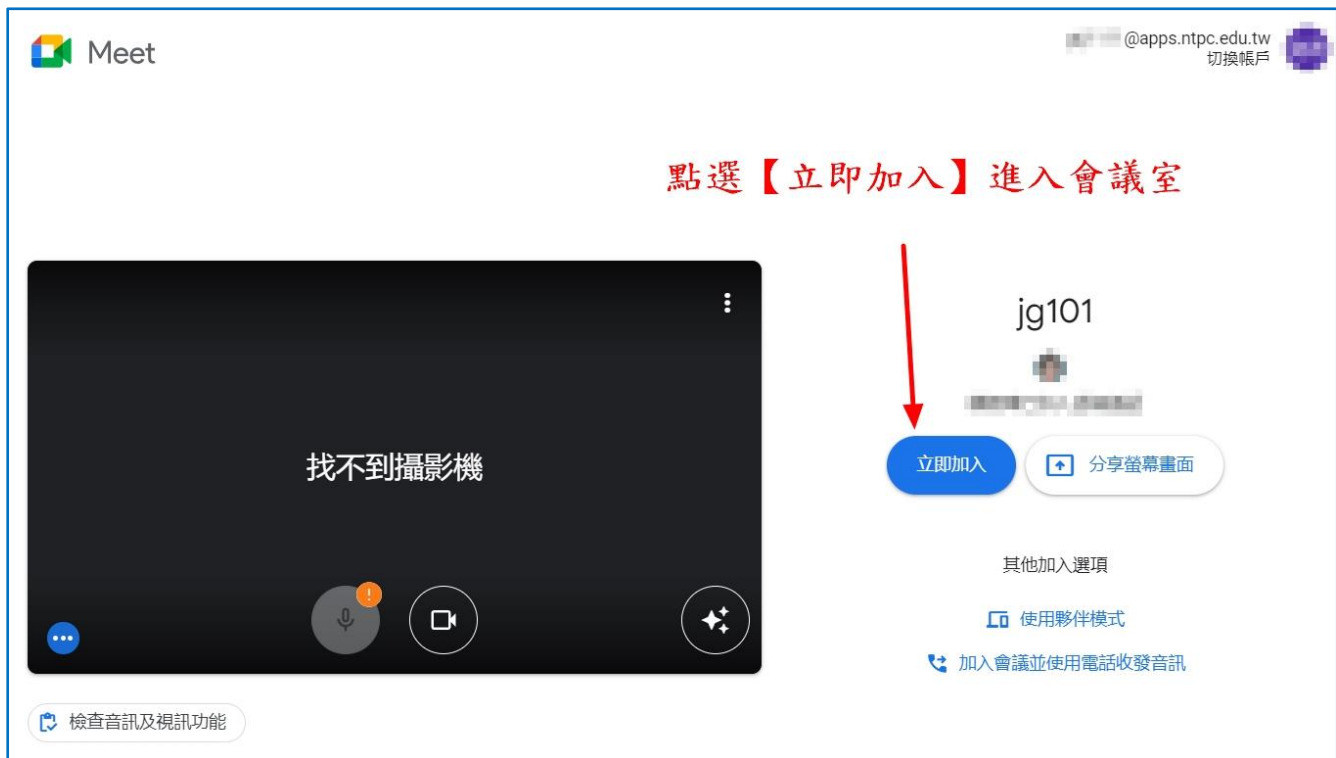 Meet
@apps.ntpc.edu.tw
切換帳戶
點選【立即加入】進入會議室
jg101
找不到攝影機
立即加入
分享螢幕畫面
其他加入選項
使用夥伴模式
加入會議並使用電話收發音訊
檢查音訊及視訊功能